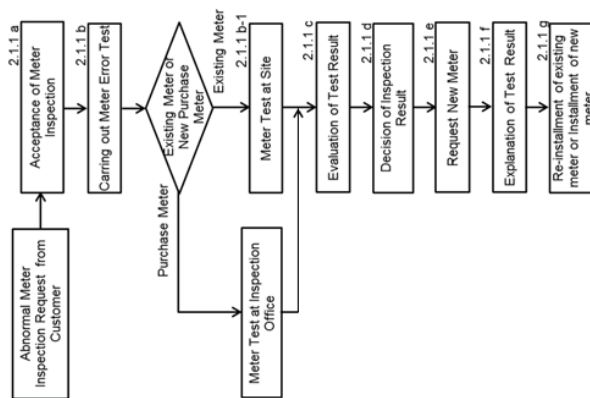 Abnormal Meter
Inspection Request from
Customer
2.1.1 a
Acceptance of Meter
Inspection
2.1.1 b
Carring out Meter Error Test
Existing Meter or
New Purchase
Meter
Existing Meter
Purchase Meter
2.1.1 b-1
Meter Test at Site
Meter Test at Inspection
Office
2.1.1 c
Evaluation of Test Result
2.1.1 d
Decision of Inspection
Result
2.1.1 e
Request New Meter
2.1.1 f
Explanation of Test Result
2.1.1 g
Re-installment of existing
meter or Installment of new
meter